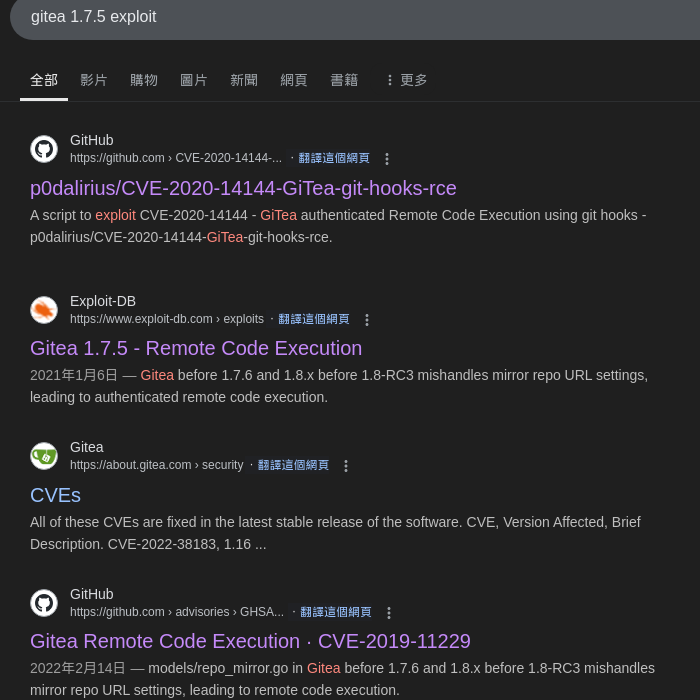 gitea 1.7.5 exploit
全部 影片 購物 圖片 新聞 網頁 書籍 更多
GitHub
https://github.com › CVE-2020-14144-... · 翻譯這個網頁
p0dalirius/CVE-2020-14144-GiTea-git-hooks-rce
A script to exploit CVE-2020-14144 - GiTea authenticated Remote Code Execution using git hooks -
p0dalirius/CVE-2020-14144-GiTea-git-hooks-rce.
Exploit-DB
https://www.exploit-db.com › exploits · 翻譯這個網頁
Gitea 1.7.5 - Remote Code Execution
2021年1月6日 — Gitea before 1.7.6 and 1.8.x before 1.8-RC3 mishandles mirror repo URL settings,
leading to authenticated remote code execution.
Gitea
https://about.gitea.com › security · 翻譯這個網頁
CVEs
All of these CVEs are fixed in the latest stable release of the software. CVE, Version Affected, Brief
Description. CVE-2022-38183, 1.16 ...
GitHub
https://github.com › advisories › GHSA... · 翻譯這個網頁
Gitea Remote Code Execution · CVE-2019-11229
2022年2月14日 — models/repo_mirror.go in Gitea before 1.7.6 and 1.8.x before 1.8-RC3 mishandles
mirror repo URL settings, leading to remote code execution.